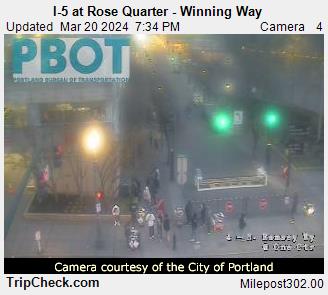 I-5 at Rose Quarter - Winning Way
Updated  Mar 20 2024  7:34 PM
Camera  4
PBOT
PORTLAND BUREAU OF TRANSPORTATION
Camera courtesy of the City of Portland
TripCheck.com
Milepost302.00